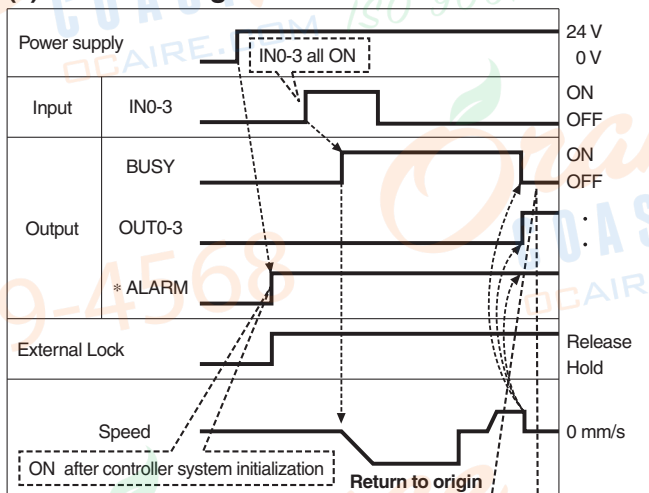 Power supply
24 V
0 V
IN0-3 all ON
Input
IN0-3
ON
OFF
Output
BUSY
ON
OFF
OUT0-3
:
* ALARM
External Lock
Release
Hold
Speed
0 mm/s
ON after controller system initialization
Return to origin